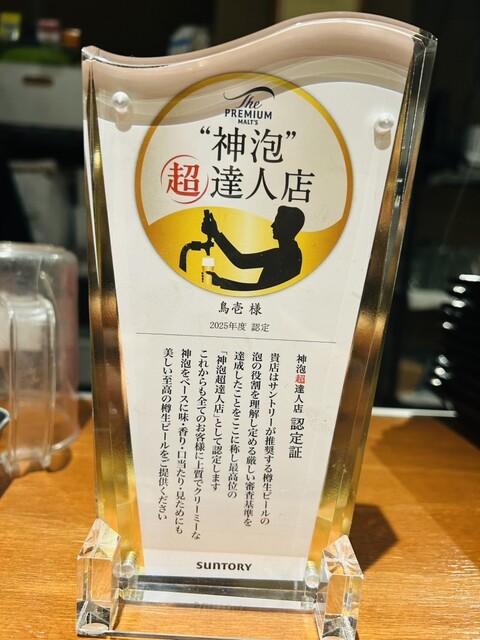 The
PREMIUM
MALT'S
“神泡”
超達人店
鳥壱 様
2025年度 認定
神泡超達人店 認定証
貴店はサントリーが推奨する樽生ビールの
泡の役割を理解し定める厳しい審査基準を
達成したことをここに称し最高位の
「神泡超達人店」として認定します
これからも全てのお客様に上質でクリーミーな
神泡をベースに味・香り・口当たり・見ためにも
美しい至高の樽生ビールをご提供ください
SUNTORY